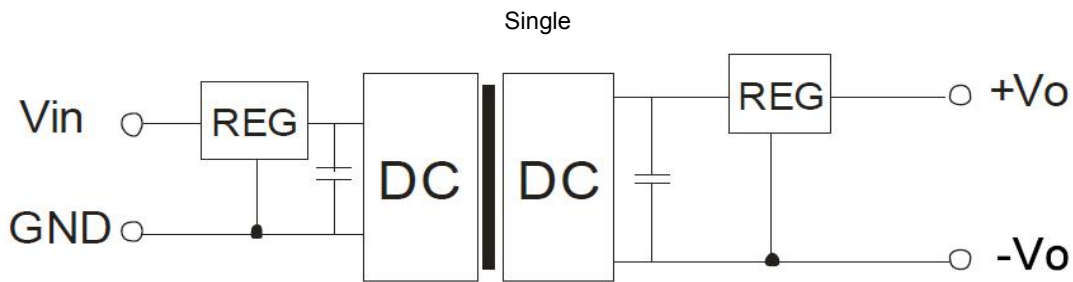 Single
Vin
REG
DC
DC
REG
+Vo
GND
-Vo